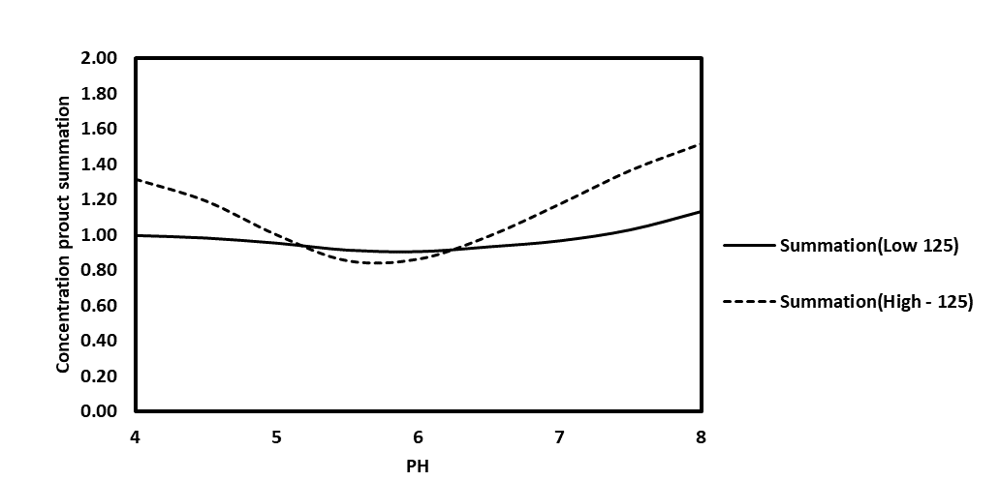 Concentration prouct summation
2.00
1.80
1.60
1.40
1.20
1.00
0.80
0.60
0.40
0.20
0.00
4 5 6 7 8
PH
Summation(Low 125)
Summation(High - 125)